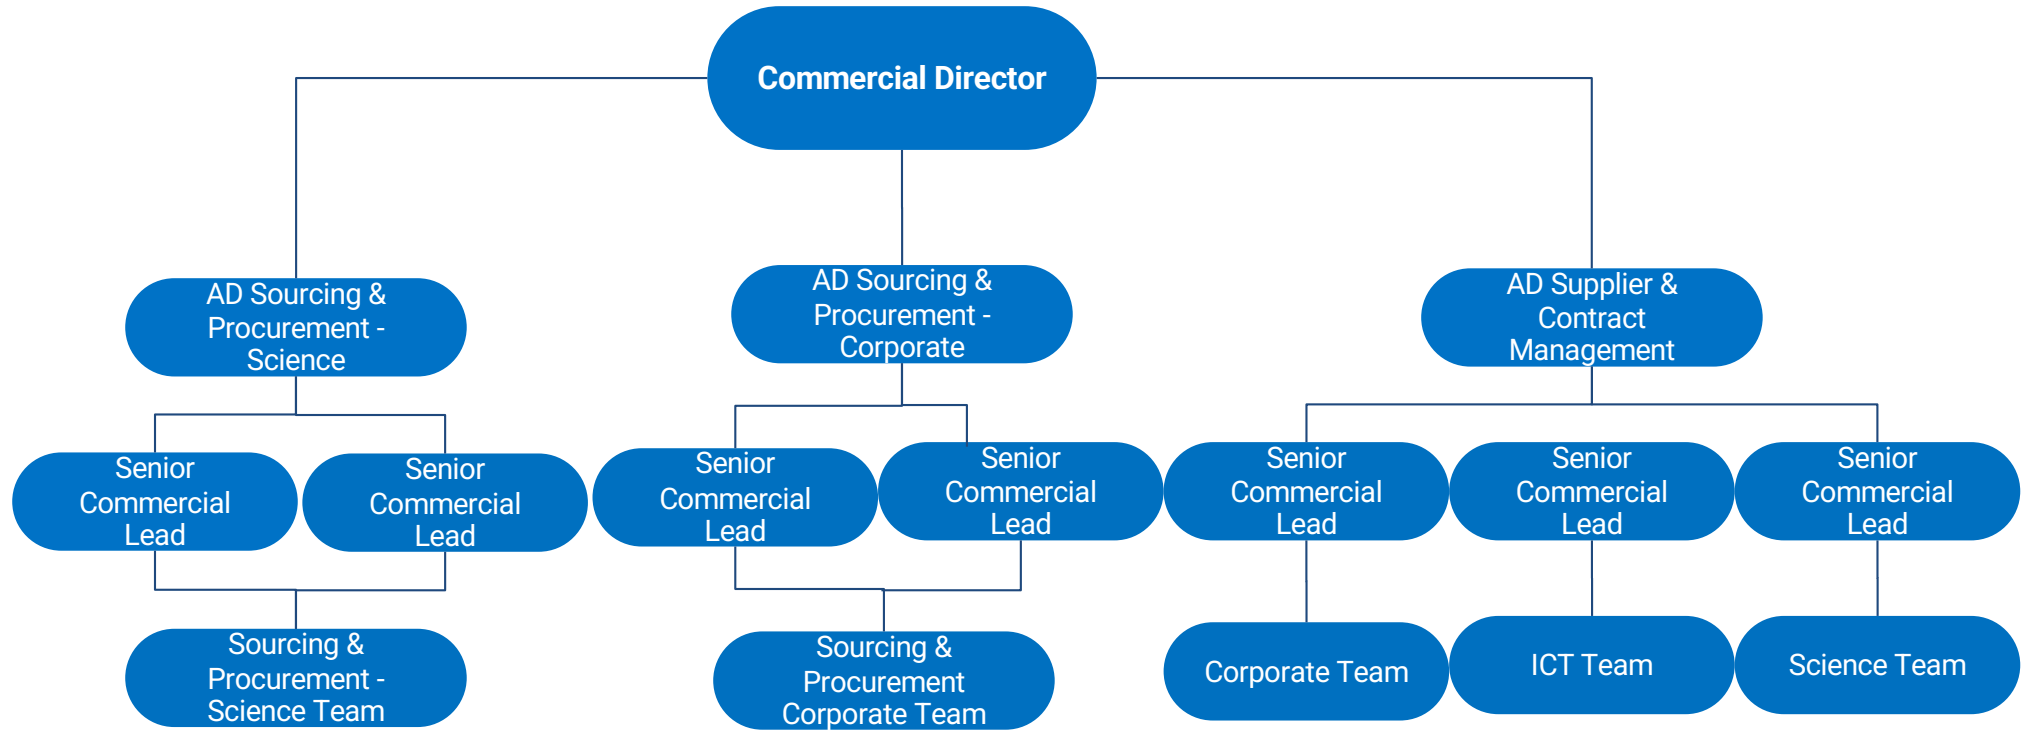 Commercial Director
AD Sourcing &
Procurement -
Science
AD Sourcing &
Procurement -
Corporate
AD Supplier &
Contract
Management
Senior
Commercial
Lead
Senior
Commercial
Lead
Senior
Commercial
Lead
Senior
Commercial
Lead
Senior
Commercial
Lead
Senior
Commercial
Lead
Senior
Commercial
Lead
Sourcing &
Procurement -
Science Team
Sourcing &
Procurement
Corporate Team
Corporate Team
ICT Team
Science Team